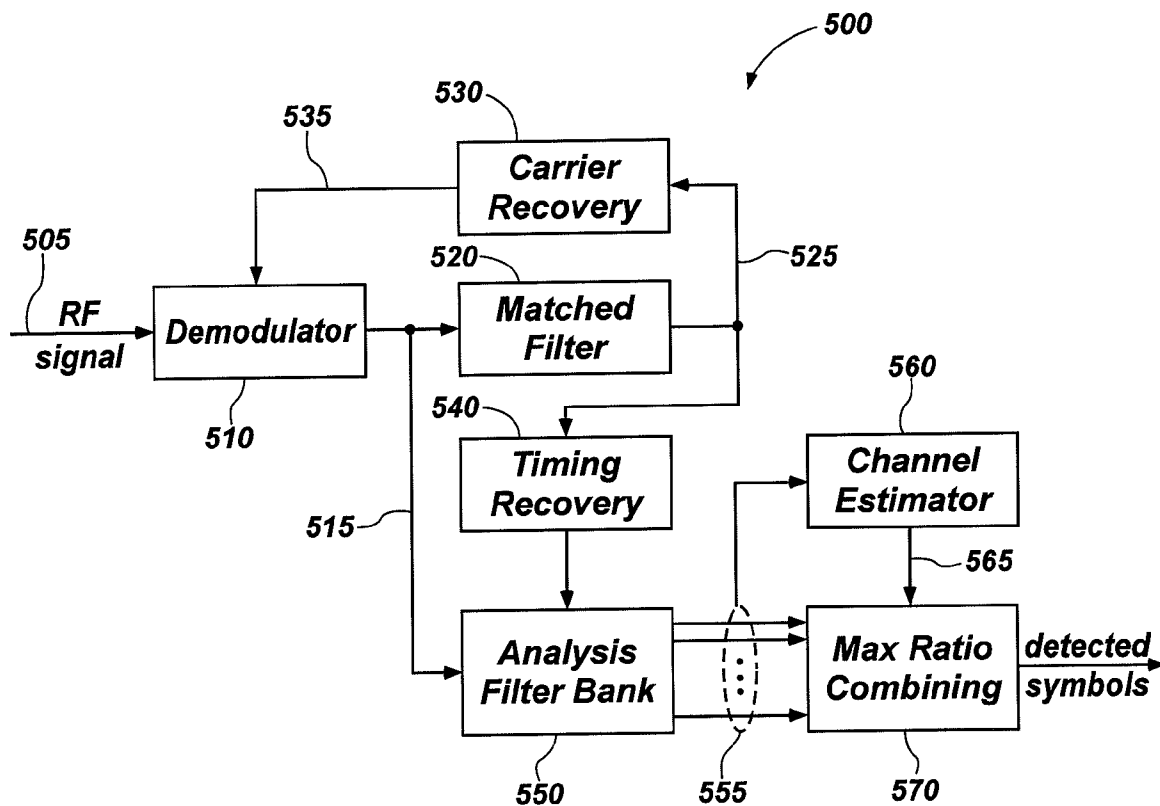 500
530
535
Carrier
Recovery
505
520
525
RF
signal
Demodulator
Matched
Filter
510
540
560
Timing
Recovery
Channel
Estimator
515
565
Analysis
Filter Bank
Max Ratio
Combining
detected
symbols
550
555
570